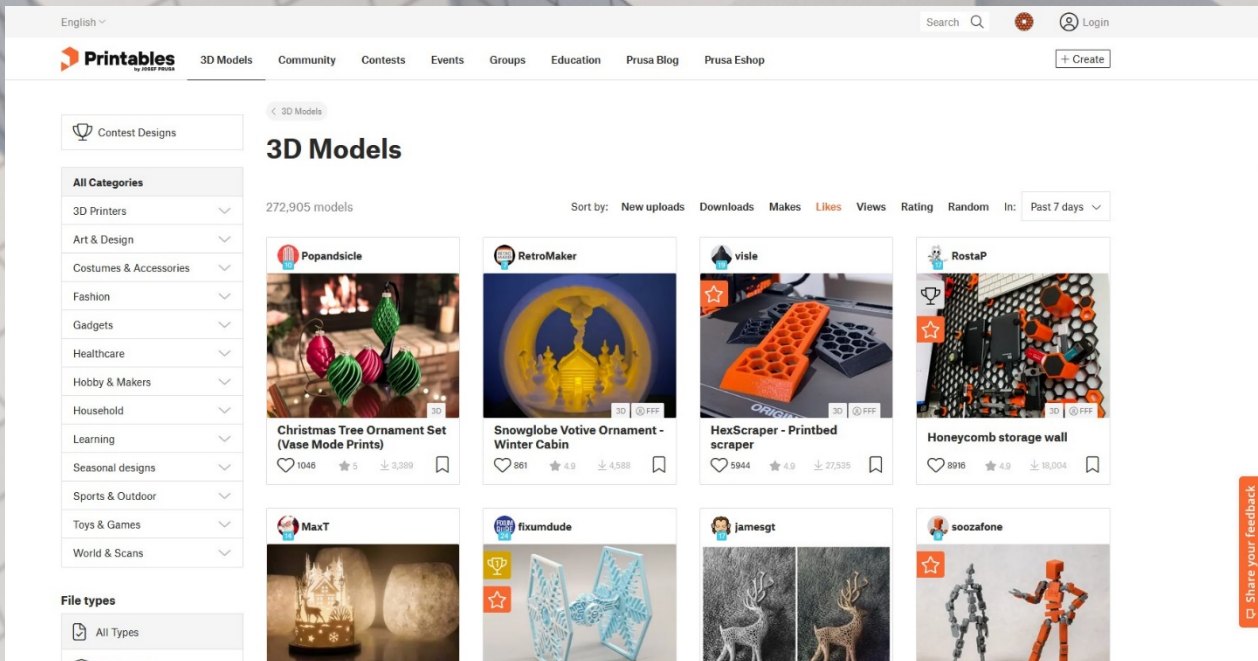 English
Search
Login
Printables
by JOSEF PRUSA
3D Models
Community
Contests
Events
Groups
Education
Prusa Blog
Prusa Eshop
+ Create
Contest Designs
All Categories
3D Printers
Art & Design
Costumes & Accessories
Fashion
Gadgets
Healthcare
Hobby & Makers
Household
Learning
Seasonal designs
Sports & Outdoor
Toys & Games
World & Scans
File types
All Types
< 3D Models
3D Models
272,905 models
Sort by: New uploads Downloads Makes Likes Views Rating Random In: Past 7 days
Popandsicle
10
3D
Christmas Tree Ornament Set
(Vase Mode Prints)
1046 5 3,389
RetroMaker
3D FFF
Snowglobe Votive Ornament -
Winter Cabin
861 4.9 4,588
visle
ORIGIN
3D FFF
HexScraper - Printbed
scraper
5944 4.9 27,535
RostaP
3D FFF
Honeycomb storage wall
8916 4.9 18,004
MaxT
14
fixumdude
24
1
jamesgt
17
soozafone
Share your feedback